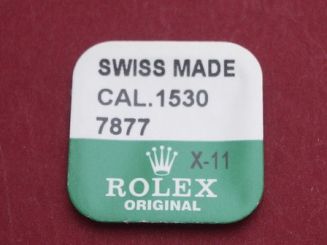 SWISS MADE
CAL.1530
7877
X-11
ROLEX
ORIGINAL